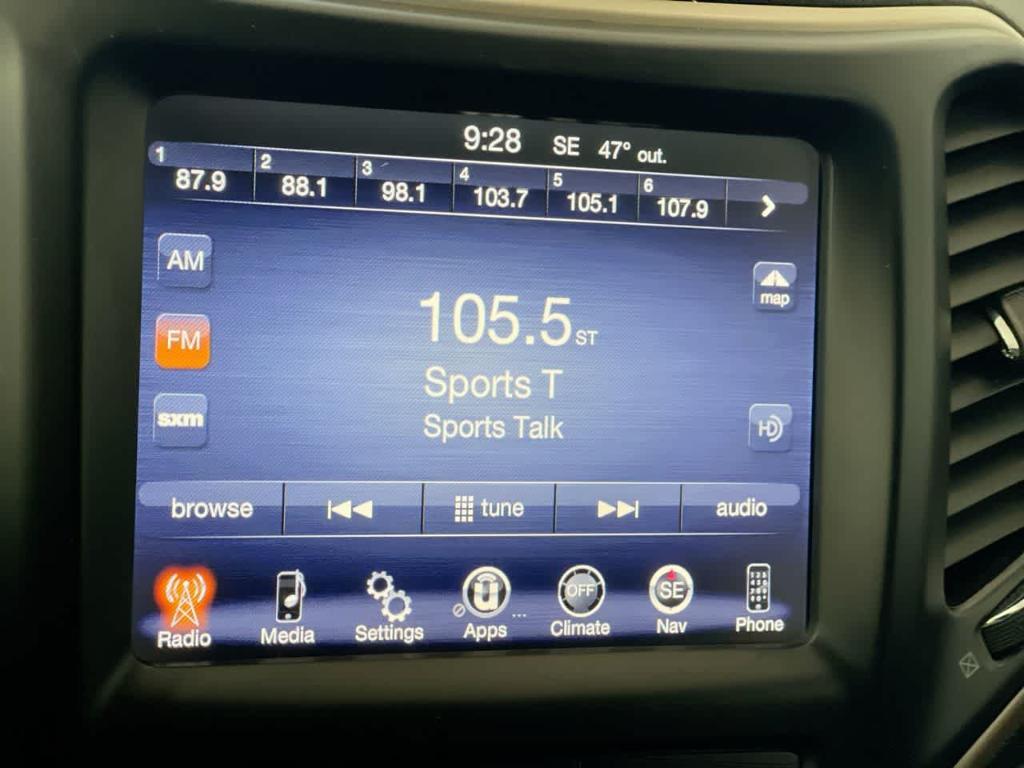 9:28 SE 47° out.
1 2 3 4 5 6
87.9 88.1 98.1 103.7 105.1 107.9
AM
map
FM
105.5 ST
Sports T
sxm
Sports Talk
HD
browse tune audio
OFF SE
Radio Media Settings Apps ... Climate Nav Phone